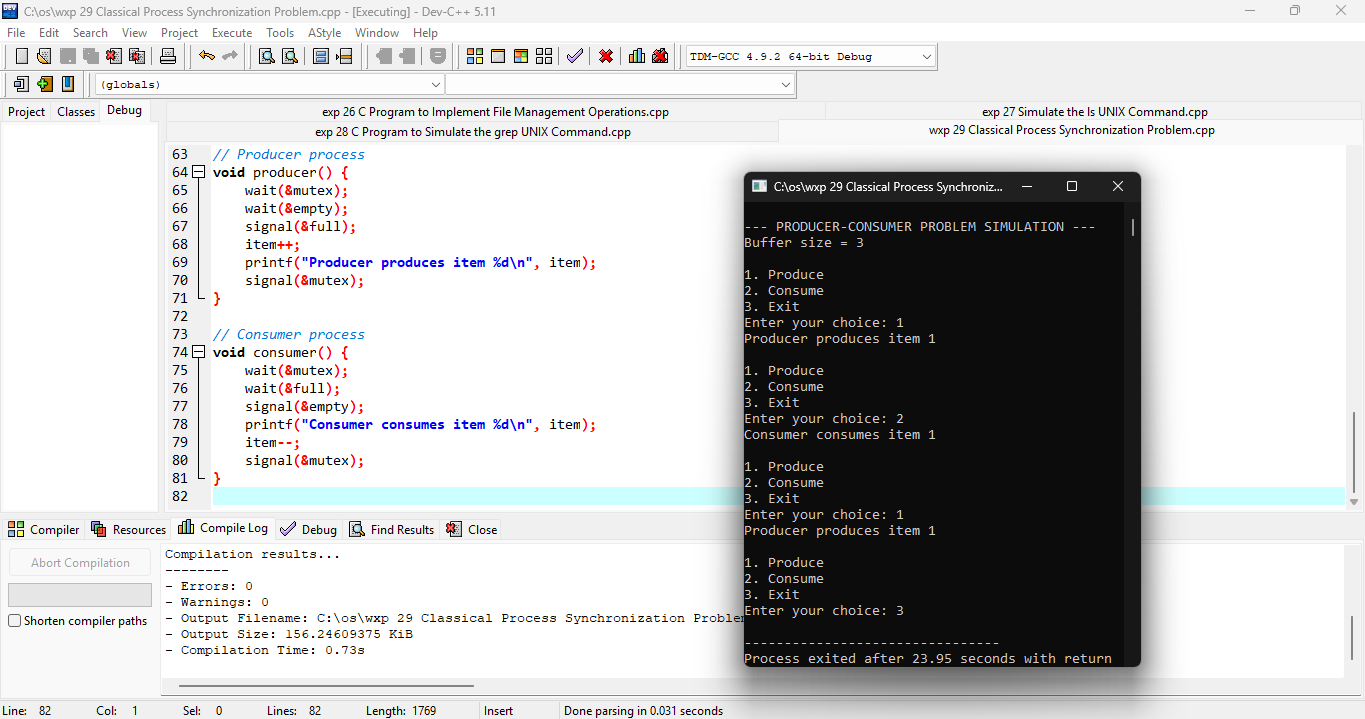 C:\os\wxp 29 Classical Process Synchronization Problem.cpp - [Executing] - Dev-C++ 5.11
File Edit Search View Project Execute Tools AStyle Window Help
TDM-GCC 4.9.2 64-bit Debug
(globals)
Project Classes Debug
exp 26 C Program to Implement File Management Operations.cpp
exp 27 Simulate the ls UNIX Command.cpp
exp 28 C Program to Simulate the grep UNIX Command.cpp
wxp 29 Classical Process Synchronization Problem.cpp
63 // Producer process
64 void producer() {
65 wait(&mutex);
66 wait(&empty);
67 signal(&full);
68 item++;
69 printf("Producer produces item %d\n", item);
70 signal(&mutex);
71 }
72
73 // Consumer process
74 void consumer() {
75 wait(&mutex);
76 wait(&full);
77 signal(&empty);
78 printf("Consumer consumes item %d\n", item);
79 item--;
80 signal(&mutex);
81 }
82
C:\os\wxp 29 Classical Process Synchroniz...
--- PRODUCER-CONSUMER PROBLEM SIMULATION ---
Buffer size = 3
1. Produce
2. Consume
3. Exit
Enter your choice: 1
Producer produces item 1
1. Produce
2. Consume
3. Exit
Enter your choice: 2
Consumer consumes item 1
1. Produce
2. Consume
3. Exit
Enter your choice: 1
Producer produces item 1
1. Produce
2. Consume
3. Exit
Enter your choice: 3
--------------------------------
Process exited after 23.95 seconds with return
Compiler Resources Compile Log Debug Find Results Close
Abort Compilation
Shorten compiler paths
Compilation results...
--------
- Errors: 0
- Warnings: 0
- Output Filename: C:\os\wxp 29 Classical Process Synchronization Proble
- Output Size: 156.24609375 KiB
- Compilation Time: 0.73s
Line: 82 Col: 1 Sel: 0 Lines: 82 Length: 1769 Insert Done parsing in 0.031 seconds